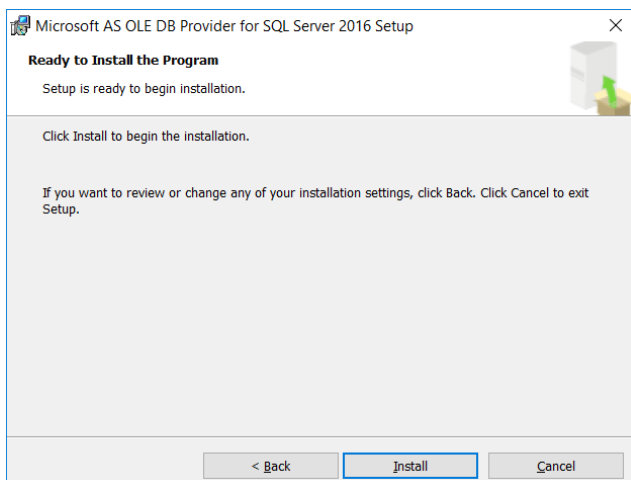 Microsoft AS OLE DB Provider for SQL Server 2016 Setup
Ready to Install the Program
Setup is ready to begin installation.
Click Install to begin the installation.
If you want to review or change any of your installation settings, click Back. Click Cancel to exit
Setup.
< Back
Install
Cancel